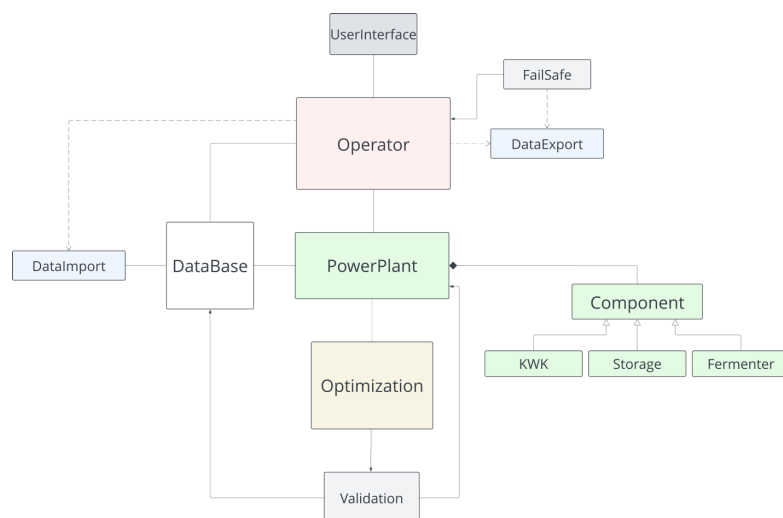 UserInterface
FailSafe
Operator
DataExport
DataImport
DataBase
PowerPlant
Component
KWK
Storage
Fermenter
Optimization
Validation